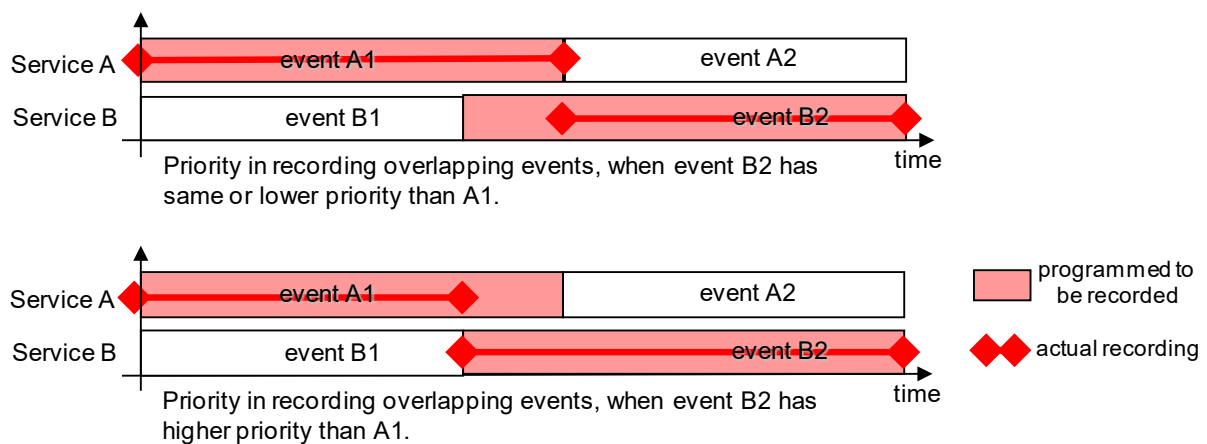 Service A
event A1
event A2
Service B
event B1
event B2
time
Priority in recording overlapping events, when event B2 has
same or lower priority than A1.
Service A
event A1
event A2
programmed to
be recorded
Service B
event B1
event B2
actual recording
time
Priority in recording overlapping events, when event B2 has
higher priority than A1.